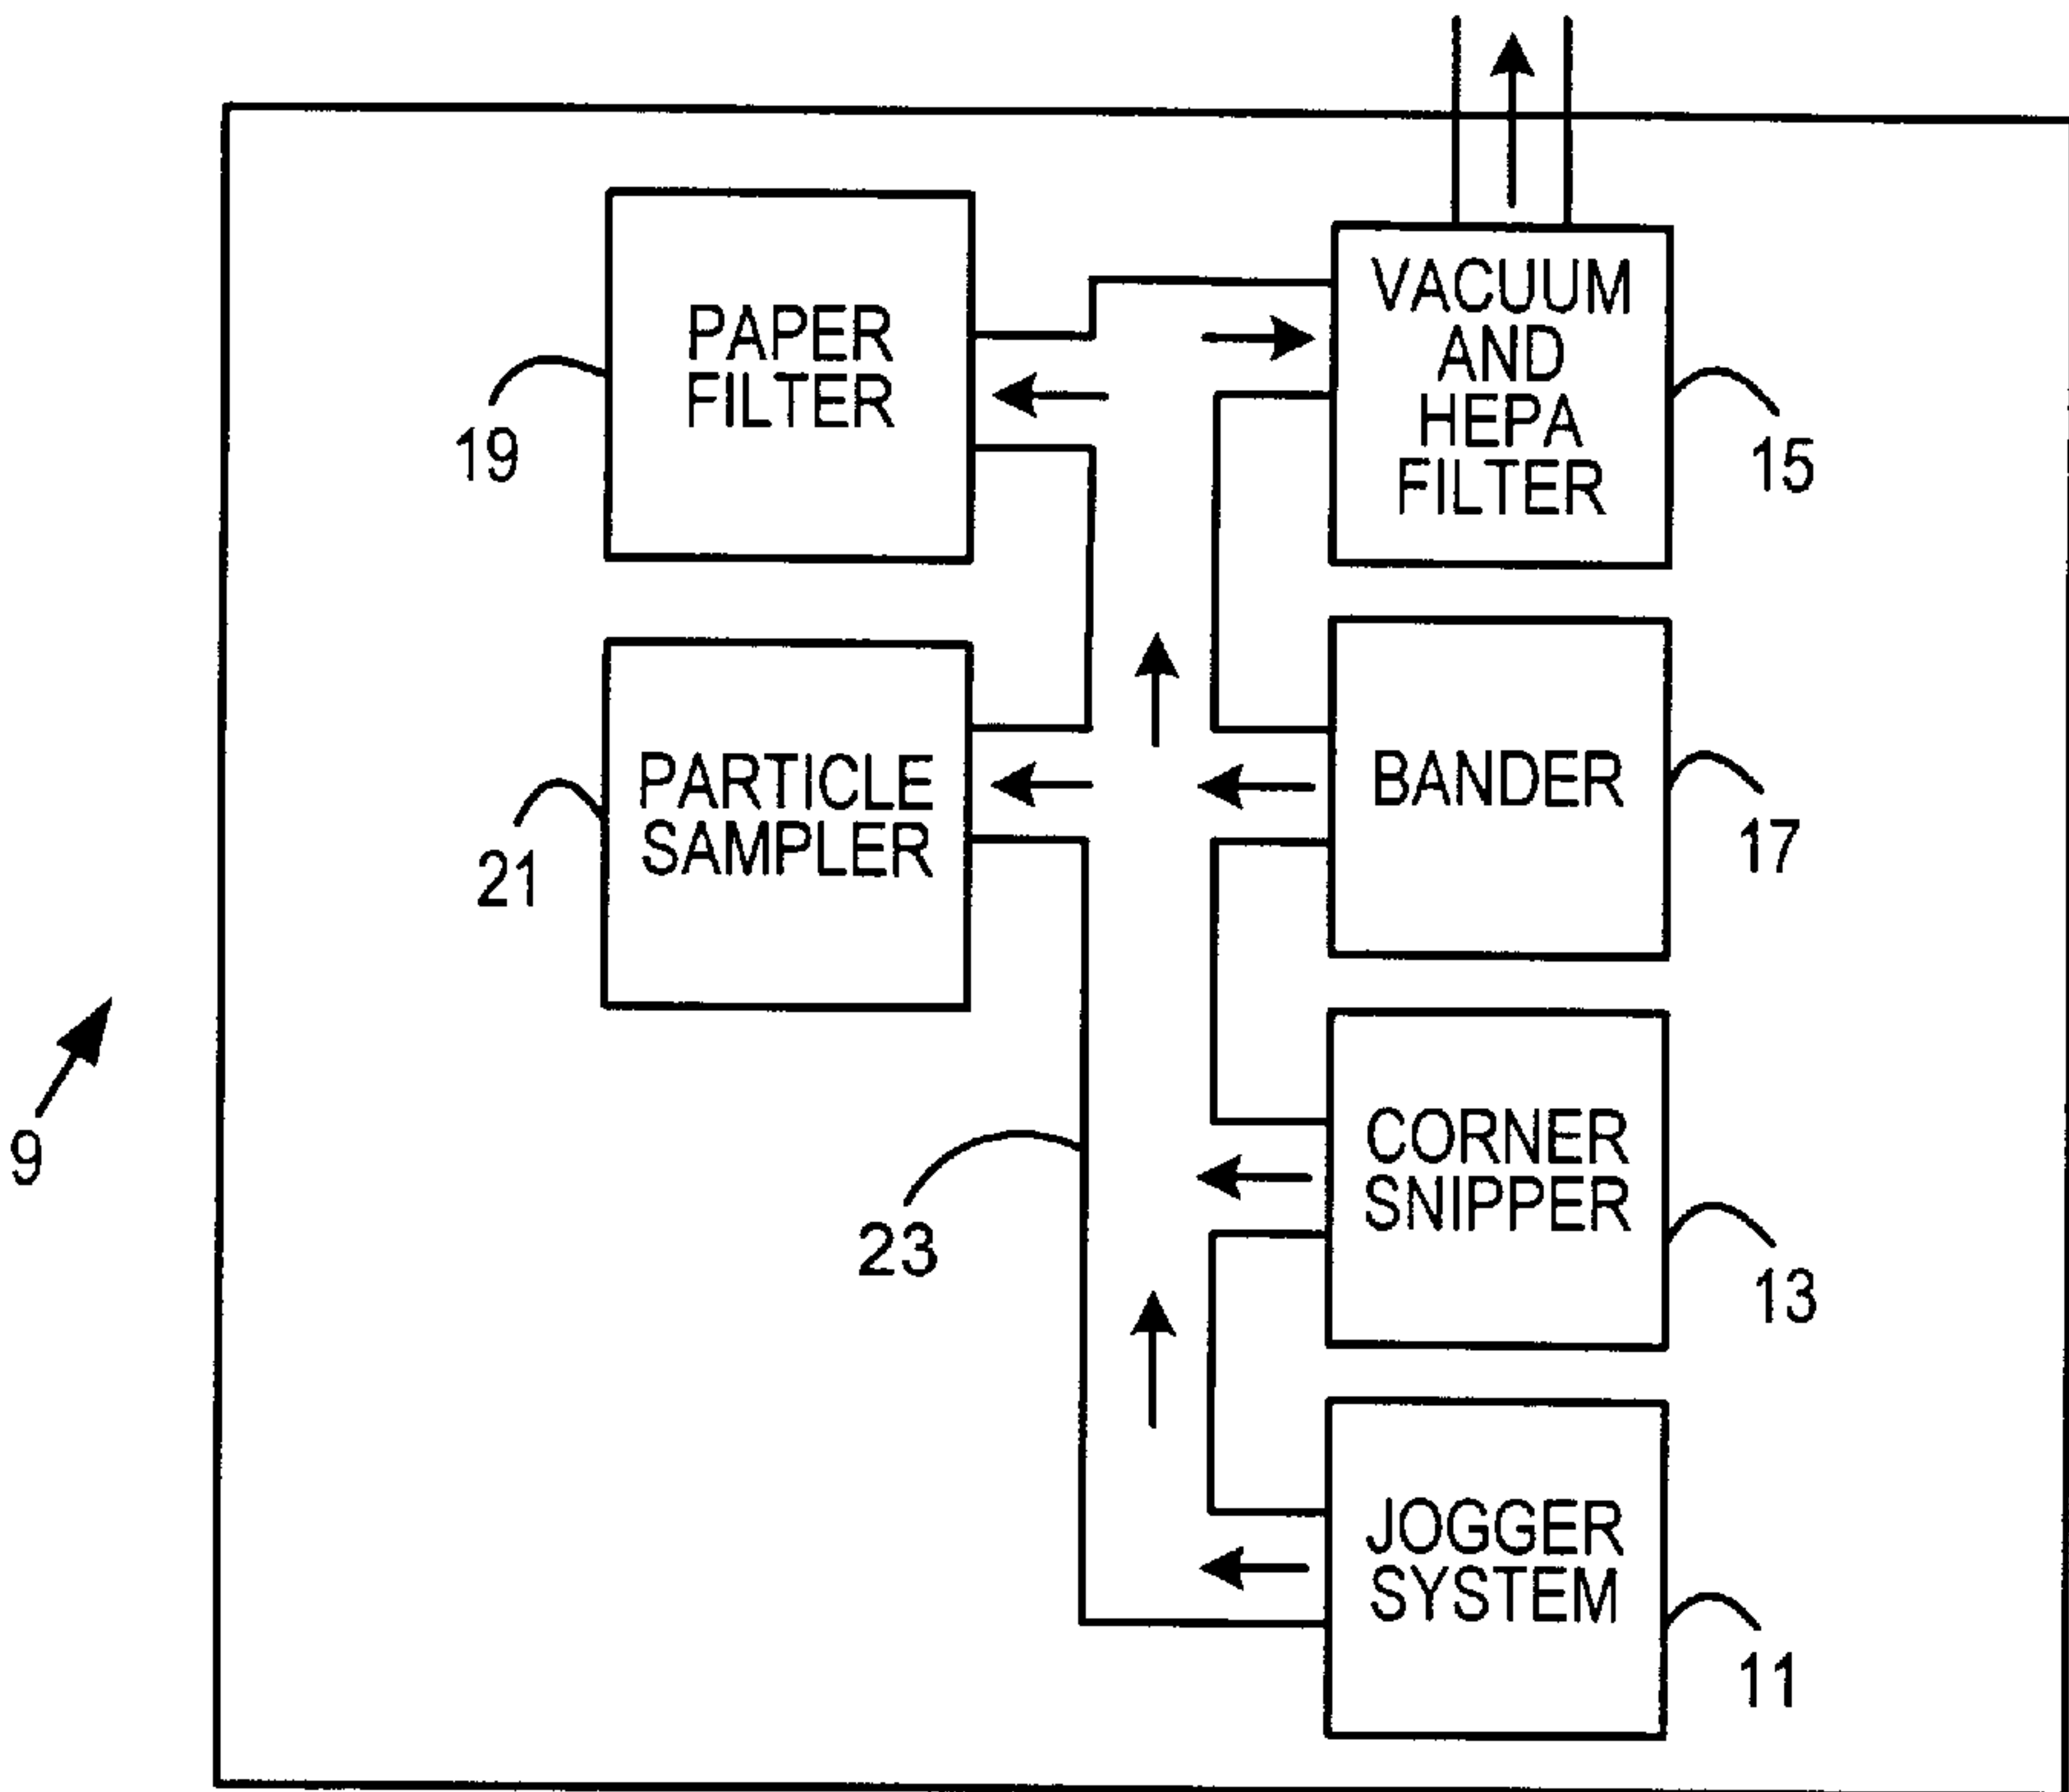 PAPER
FILTER
19
VACUUM
AND
HEPA
FILTER
15
PARTICLE
SAMPLER
21
BANDER
17
9
23
CORNER
SNIPPER
13
JOGGER
SYSTEM
11